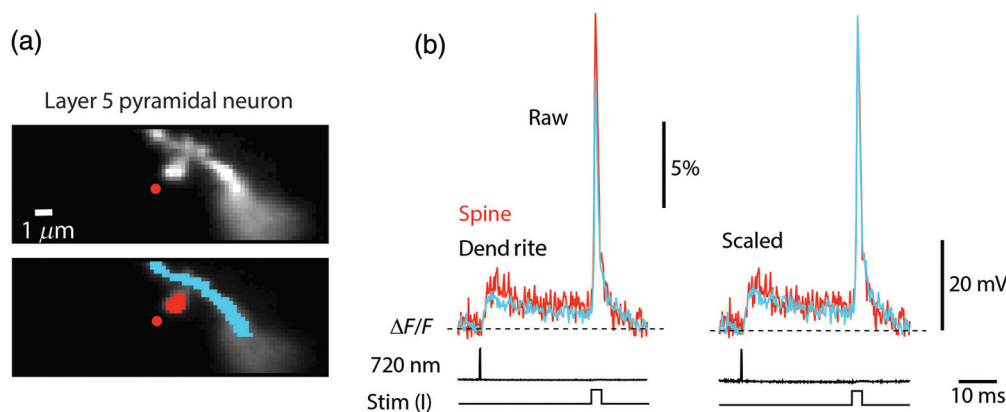 (a)
Layer 5 pyramidal neuron
1 μm
(b)
Raw
5%
Spine
Dend rite
Scaled
20 mV
ΔF/F
720 nm
Stim (I)
10 ms